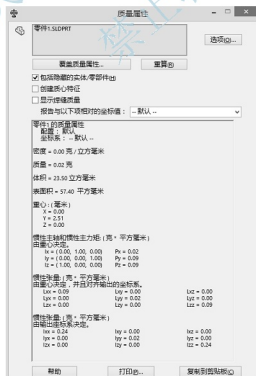 质量属性
零件1.SLDPRT
选项(O)...
覆盖质量属性...
重算(R)
包括隐藏的实体/零部件(H)
创建质心特征
显示焊缝质量
报告与以下项相对的坐标值： -- 默认 --
零件1 的质量属性
配置： 默认
坐标系： -- 默认 --
密度 = 0.00 克 / 立方毫米
质量 = 0.02 克
体积 = 23.50 立方毫米
表面积 = 57.40 平方毫米
重心：( 毫米 )
X = 0.00
Y = 2.51
Z = 0.00
惯性主轴和惯性主力矩：( 克 * 平方毫米 )
由重心决定。
Ix = ( 0.00, 1.00, 0.00) Px = 0.02
Iy = ( 0.00, 0.00, 1.00) Py = 0.09
Iz = ( 1.00, 0.00, 0.00) Pz = 0.09
惯性张量：( 克 * 平方毫米 )
由重心决定，并且对齐输出的坐标系。
Lxx = 0.09 Lxy = 0.00 Lxz = 0.00
Lyx = 0.00 Lyy = 0.02 Lyz = 0.00
Lzx = 0.00 Lzy = 0.00 Lzz = 0.09
惯性张量：( 克 * 平方毫米 )
由输出座标系决定。
Ixx = 0.24 Ixy = 0.00 Ixz = 0.00
Iyx = 0.00 Iyy = 0.02 Iyz = 0.00
Izx = 0.00 Izy = 0.00 Izz = 0.24
帮助
打印(P)...
复制到剪贴板(C)